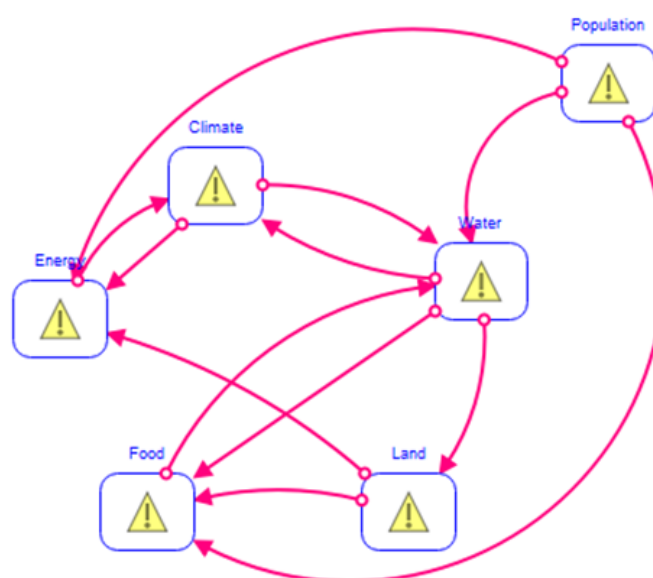 Population
Climate
Water
Energy
Food
Land